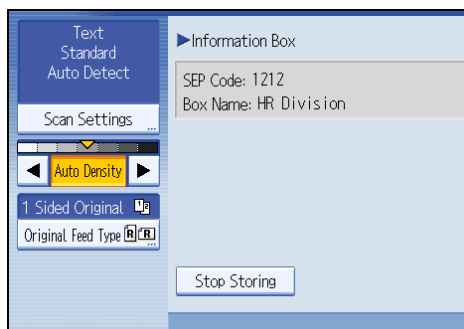 Text
Standard
Auto Detect
Scan Settings
Auto Density
1 Sided Original
Original Feed Type
▶Information Box
SEP Code: 1212
Box Name: HR Division
Stop Storing